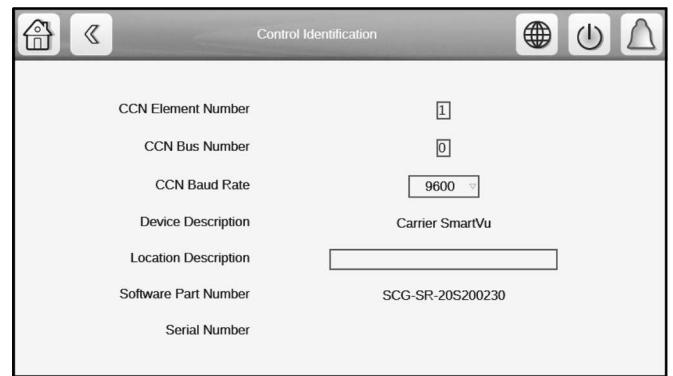 Control Identification
CCN Element Number 1
CCN Bus Number 0
CCN Baud Rate 9600
Device Description Carrier SmartVu
Location Description
Software Part Number SCG-SR-20S200230
Serial Number